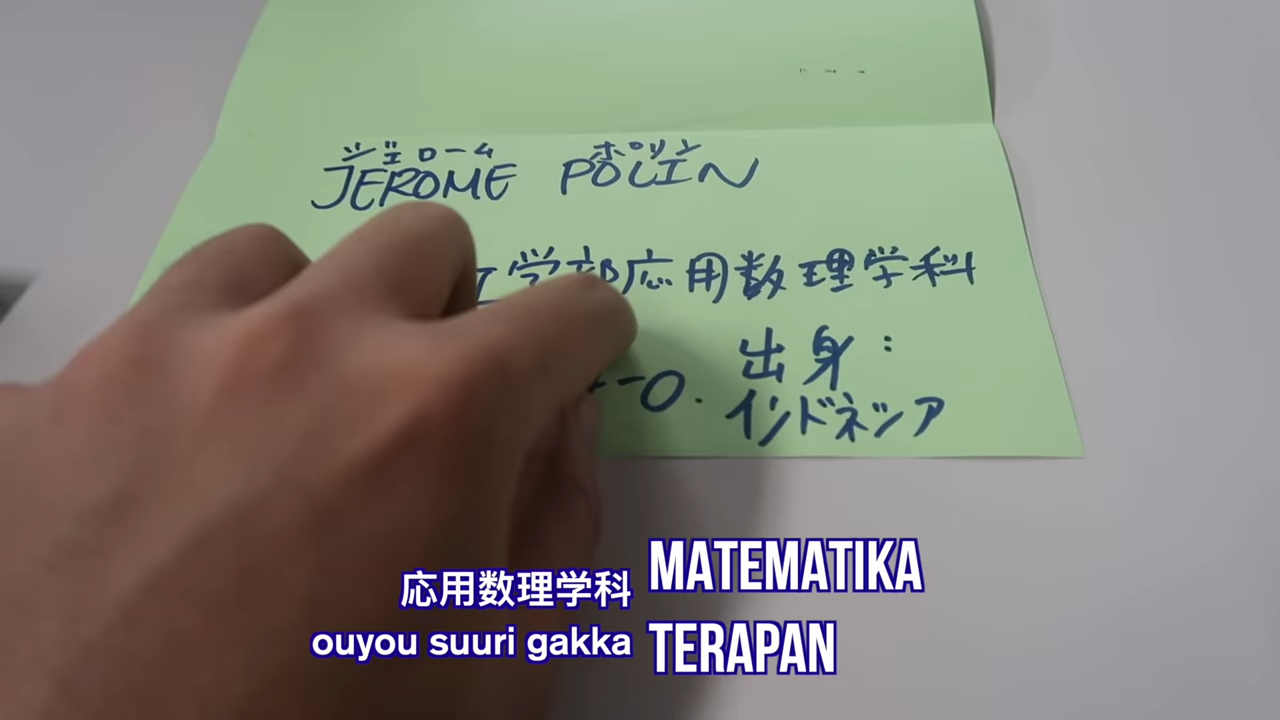 ジェローム ポリン
JEROME POLIN
工学部応用数理学科
出身:
インドネシア
応用数理学科 MATEMATIKA
ouyou suuri gakka TERAPAN